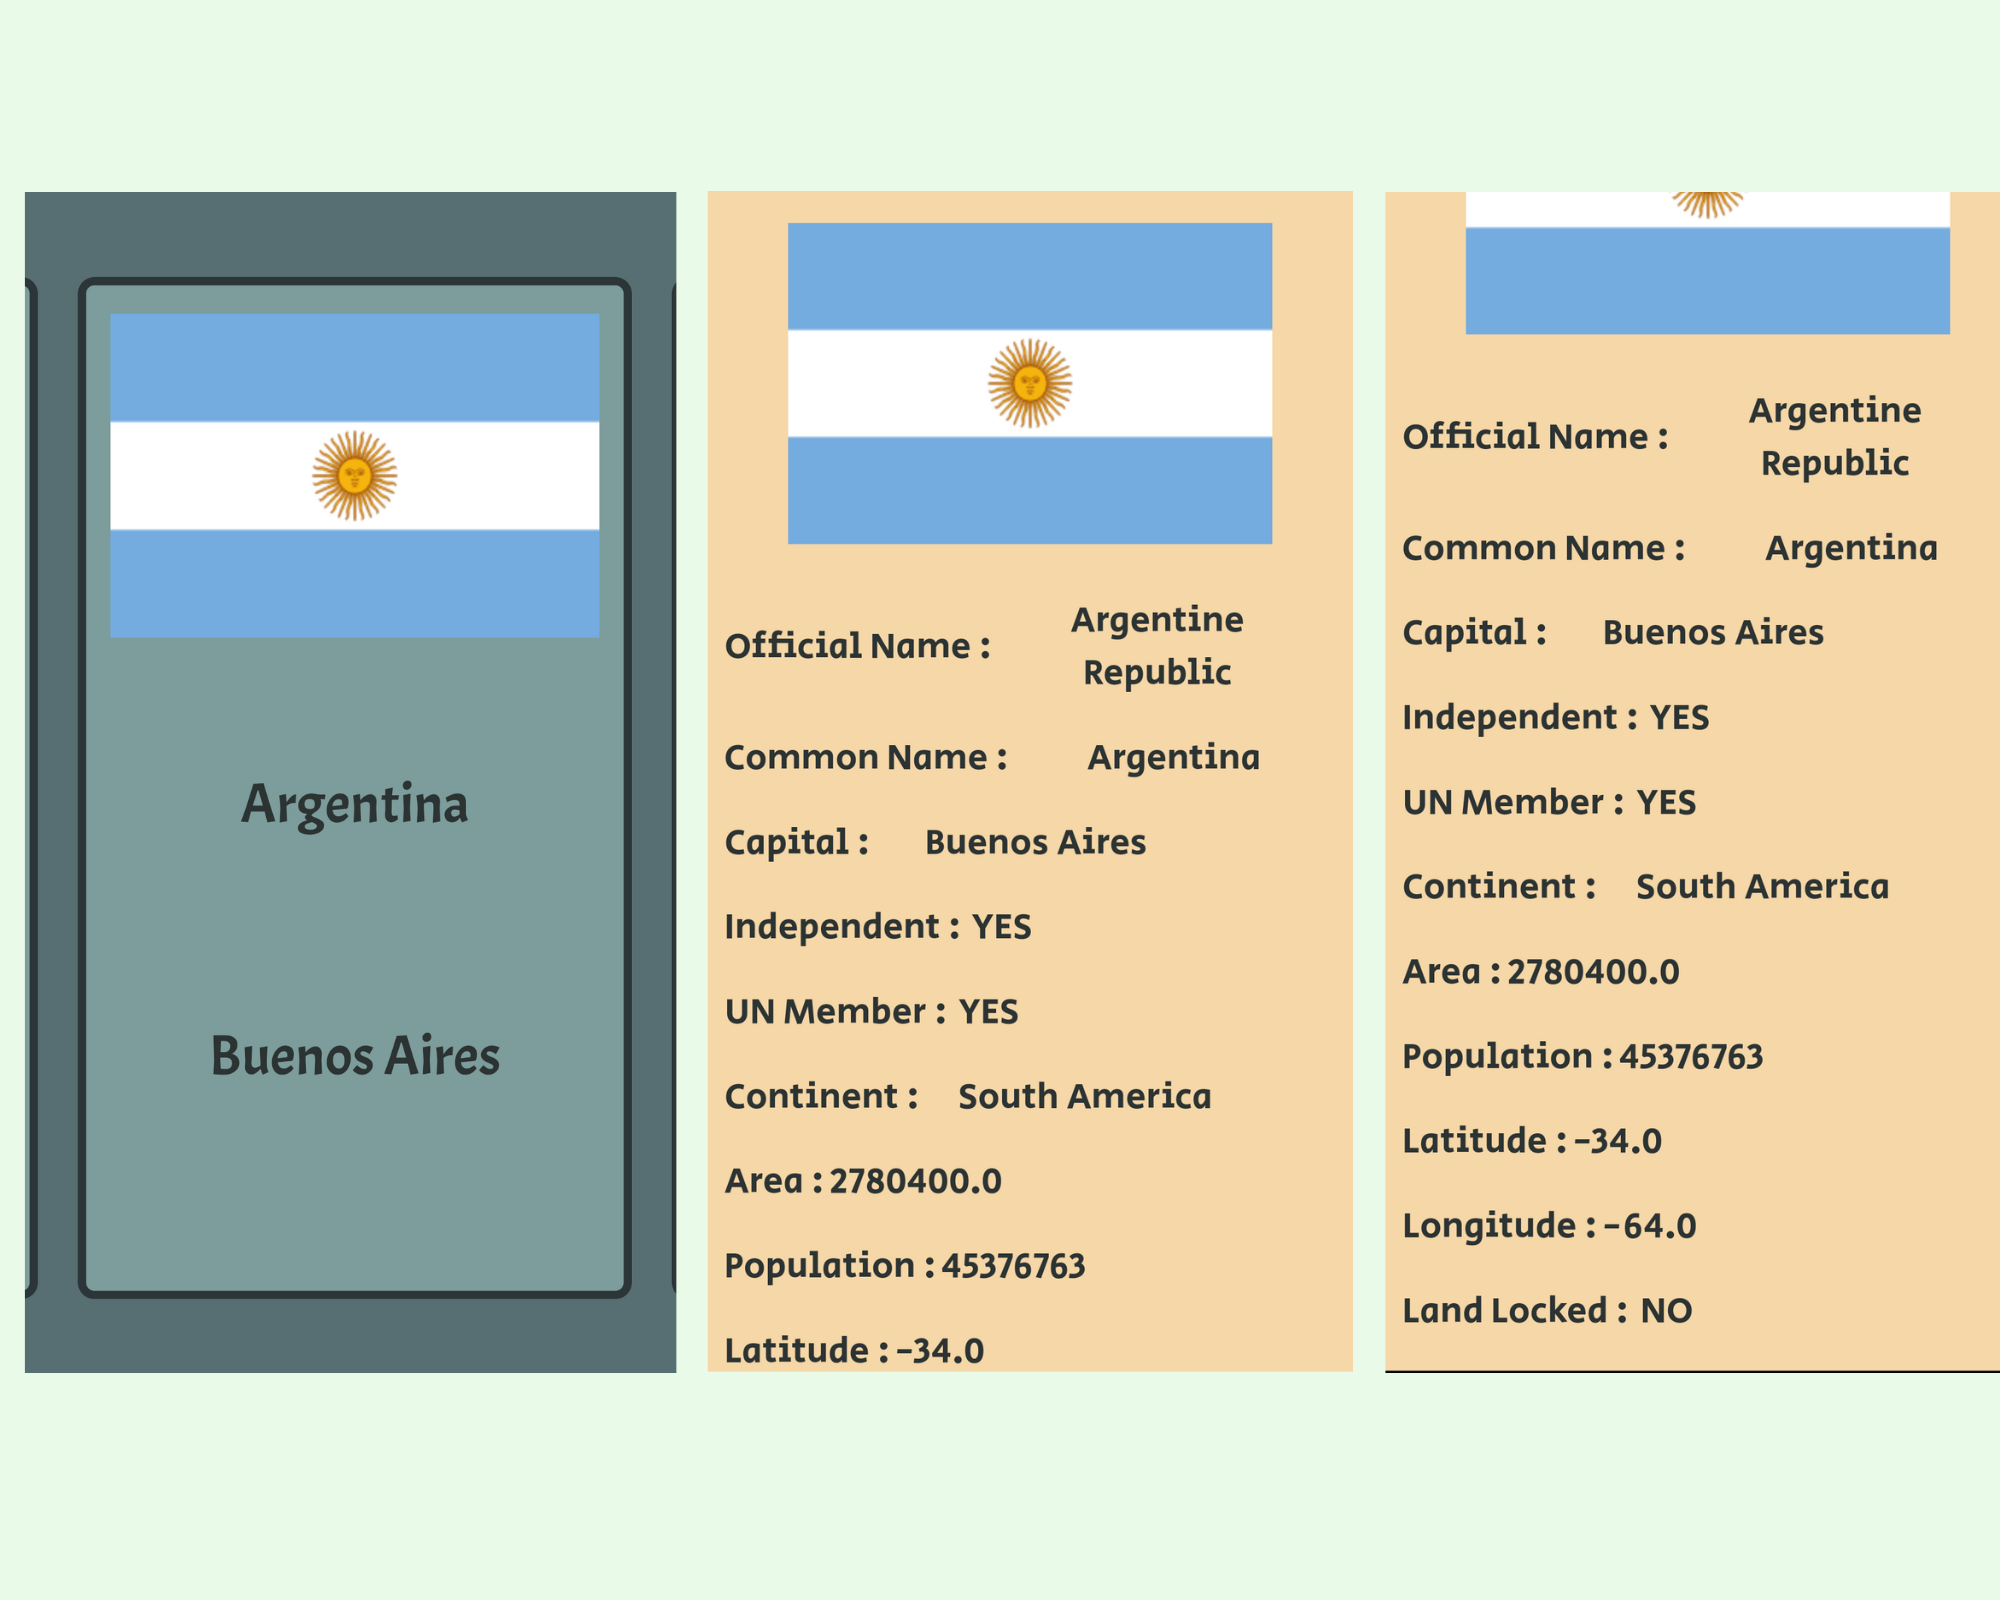 Argentina
Buenos Aires
Official Name : Argentine Republic
Common Name : Argentina
Capital : Buenos Aires
Independent : YES
UN Member : YES
Continent : South America
Area : 2780400.0
Population : 45376763
Latitude : -34.0
Official Name : Argentine Republic
Common Name : Argentina
Capital : Buenos Aires
Independent : YES
UN Member : YES
Continent : South America
Area : 2780400.0
Population : 45376763
Latitude : -34.0
Longitude : -64.0
Land Locked : NO